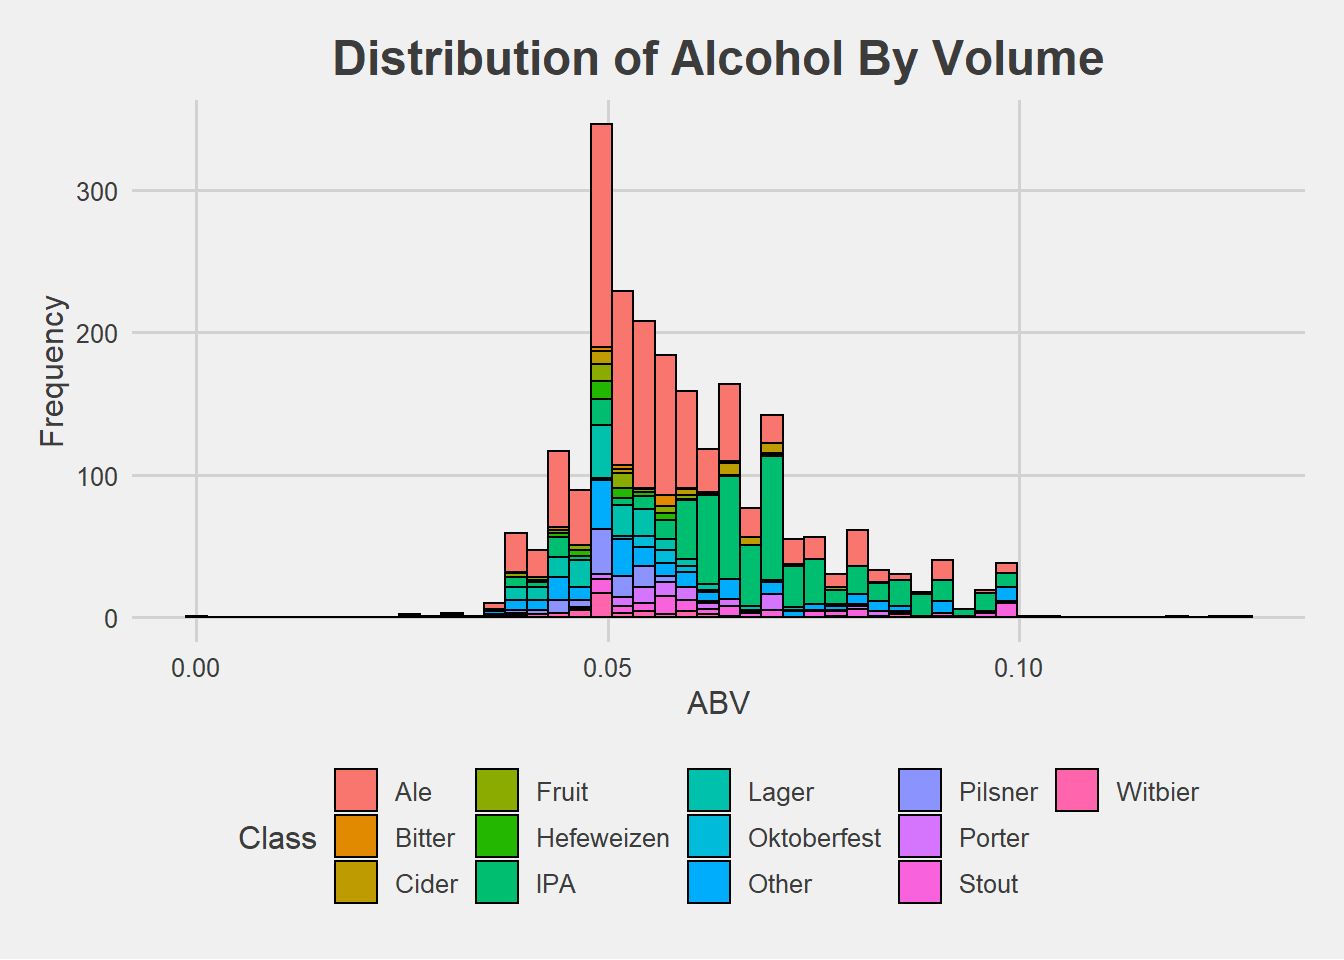 Distribution of Alcohol By Volume
Frequency
300
200
100
0
0.00 0.05 0.10
ABV
Class
Ale Fruit Lager Pilsner Witbier
Bitter Hefeweizen Oktoberfest Porter
Cider IPA Other Stout